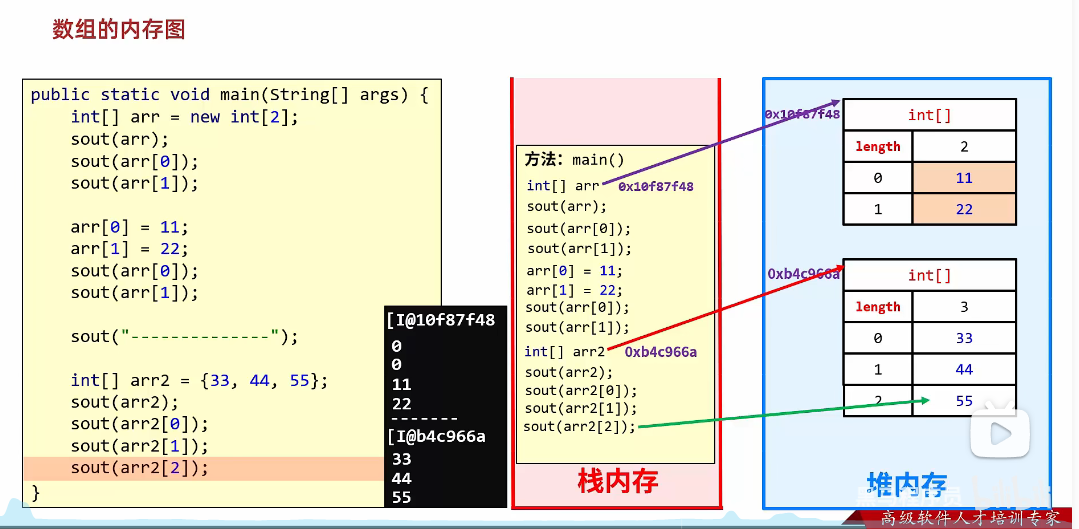 数组的内存图
public static void main(String[] args) {
int[] arr = new int[2];
sout(arr);
sout(arr[0]);
sout(arr[1]);
arr[0] = 11;
arr[1] = 22;
sout(arr[0]);
sout(arr[1]);
sout("--------------");
int[] arr2 = {33, 44, 55};
sout(arr2);
sout(arr2[0]);
sout(arr2[1]);
sout(arr2[2]);
}
[I@10f87f48
0
0
11
22
-------
[I@b4c966a
33
44
55
方法：main()
int[] arr 0x10f87f48
sout(arr);
sout(arr[0]);
sout(arr[1]);
arr[0] = 11;
arr[1] = 22;
sout(arr[0]);
sout(arr[1]);
int[] arr2 0xb4c966a
sout(arr2);
sout(arr2[0]);
sout(arr2[1]);
sout(arr2[2]);
栈内存
0x10f87f48
int[]
length 2
0 11
1 22
0xb4c966a
int[]
length 3
0 33
1 44
2 55
堆内存
高级软件人才培训专家